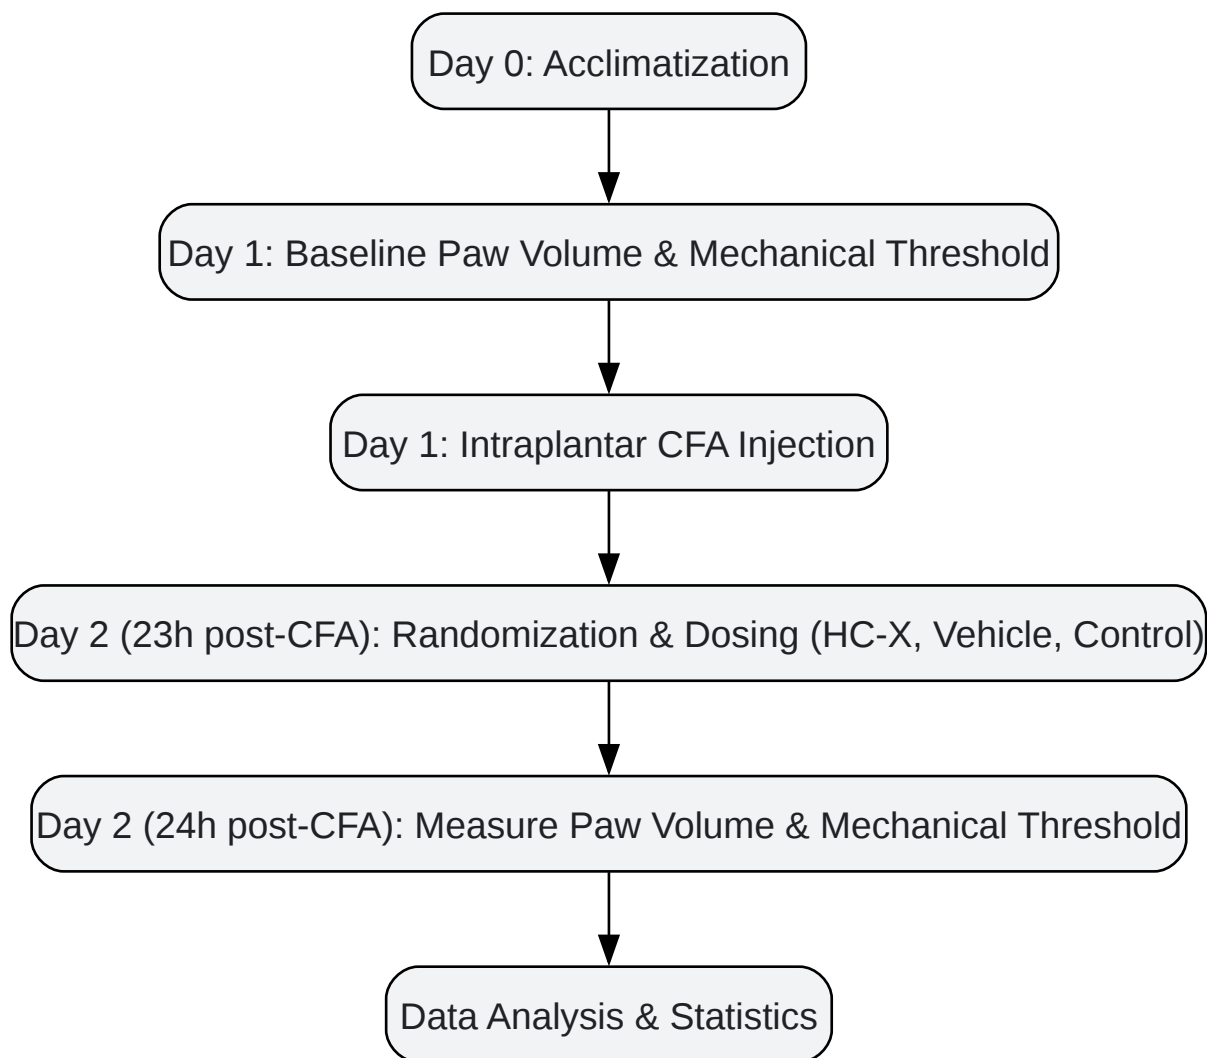 Day 0: Acclimatization
Day 1: Baseline Paw Volume & Mechanical Threshold
Day 1: Intraplantar CFA Injection
Day 2 (23h post-CFA): Randomization & Dosing (HC-X, Vehicle, Control)
Day 2 (24h post-CFA): Measure Paw Volume & Mechanical Threshold
Data Analysis & Statistics